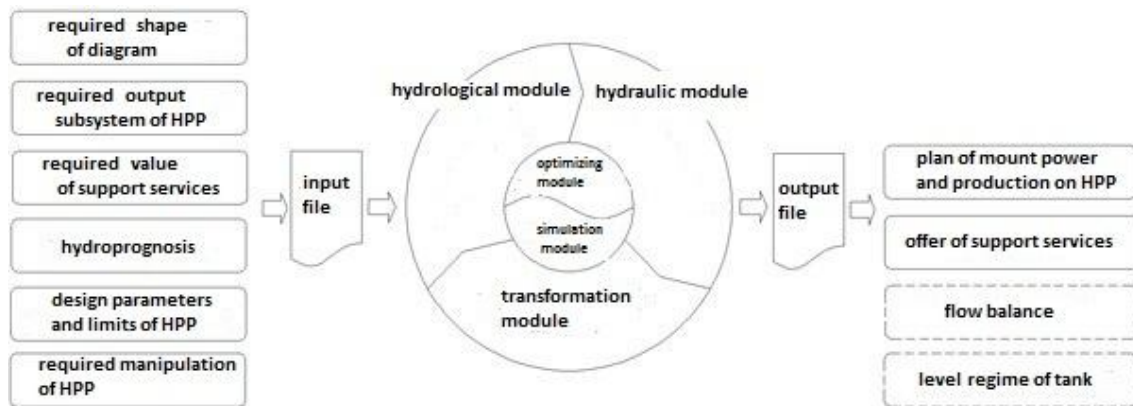 required shape
of diagram
required output
subsystem of HPP
required value
of support services
hydroprognosis
design parameters
and limits of HPP
required manipulation
of HPP
input
file
hydrological module
hydraulic module
optimizing
module
simulation
module
transformation
module
output
file
plan of mount power
and production on HPP
offer of support services
flow balance
level regime of tank